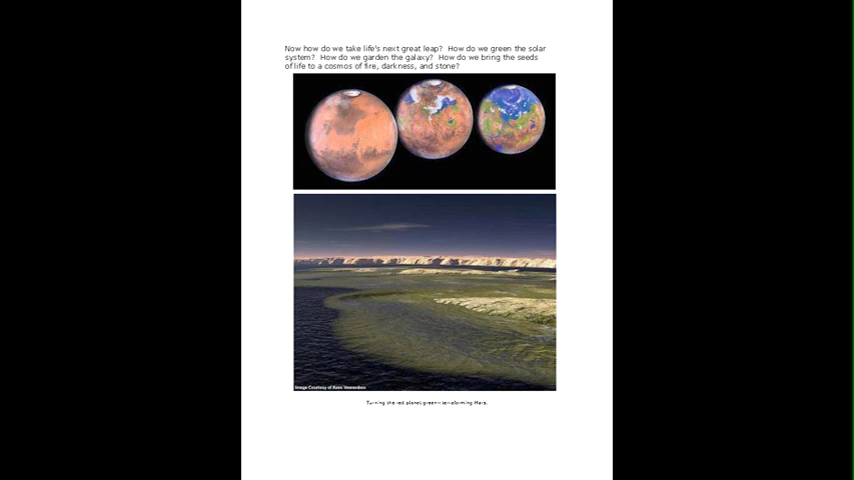 Now how do we take life's next great leap?  How do we green the solar
system?  How do we garden the galaxy?  How do we bring the seeds
of life to a cosmos of fire, darkness, and stone?
Image Courtesy of Kees Veenenbos
Turning the red planet green—terraforming Mars.